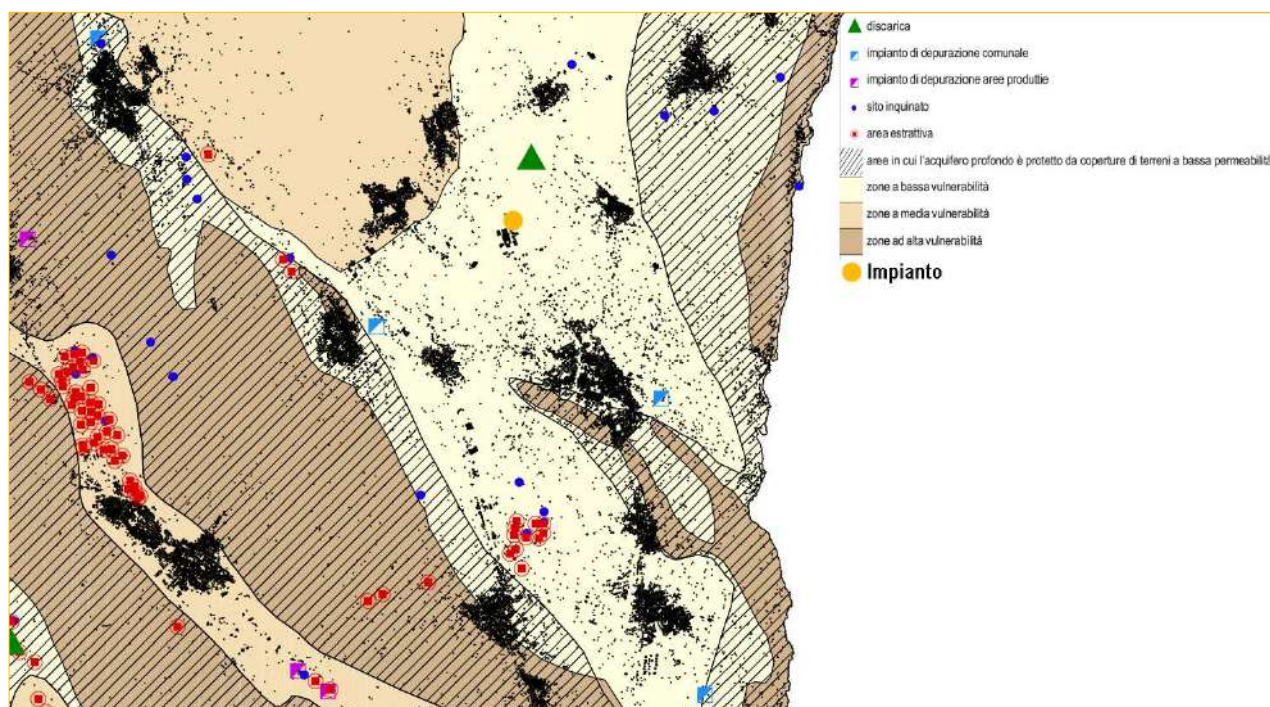 discarica
impianto di depurazione comunale
impianto di depurazione aree produttie
sito inquinato
area estrattiva
aree in cui l'acquifero profondo è protetto da coperture di terreni a bassa permeabilità
zone a bassa vulnerabilità
zone a media vulnerabilità
zone ad alta vulnerabilità
Impianto